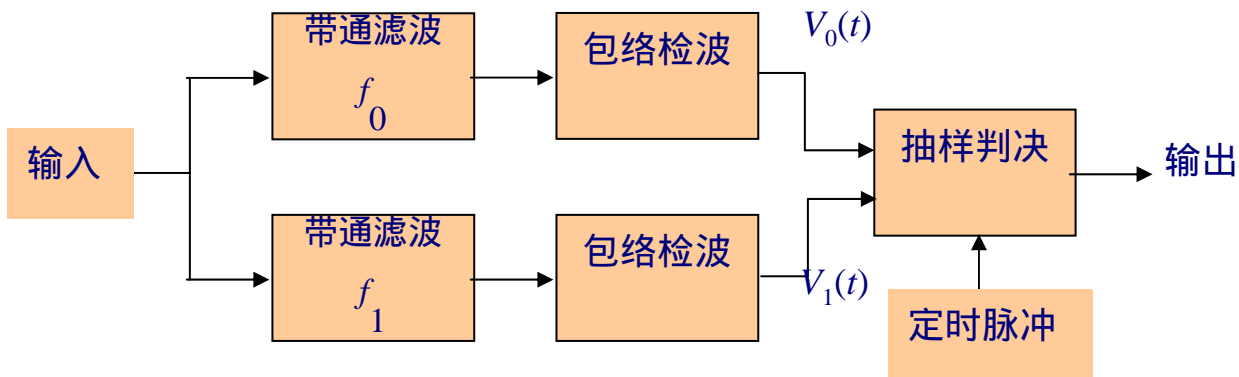 带通滤波
f0
包络检波
V0(t)
输入
抽样判决
输出
带通滤波
f1
包络检波
V1(t)
定时脉冲